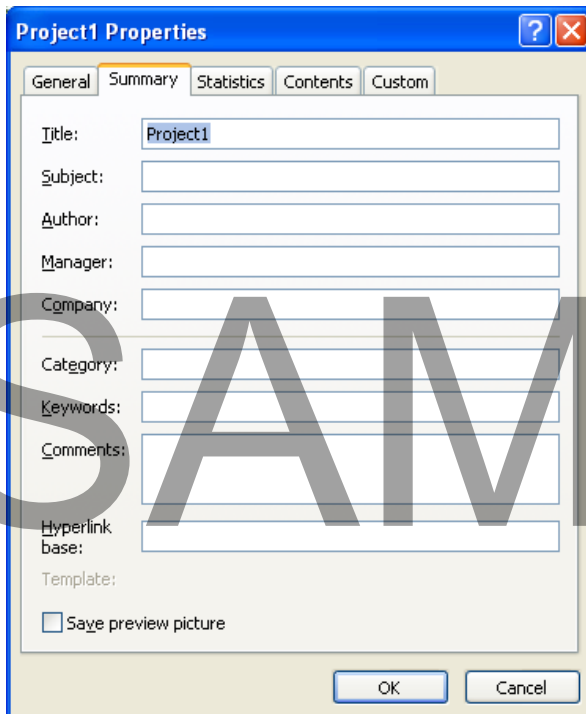 Project1 Properties
General Summary Statistics Contents Custom
Title: Project1
Subject:
Author:
Manager:
Company:
Category:
Keywords:
Comments:
Hyperlink
base:
Template:
Save preview picture
OK Cancel
SAM